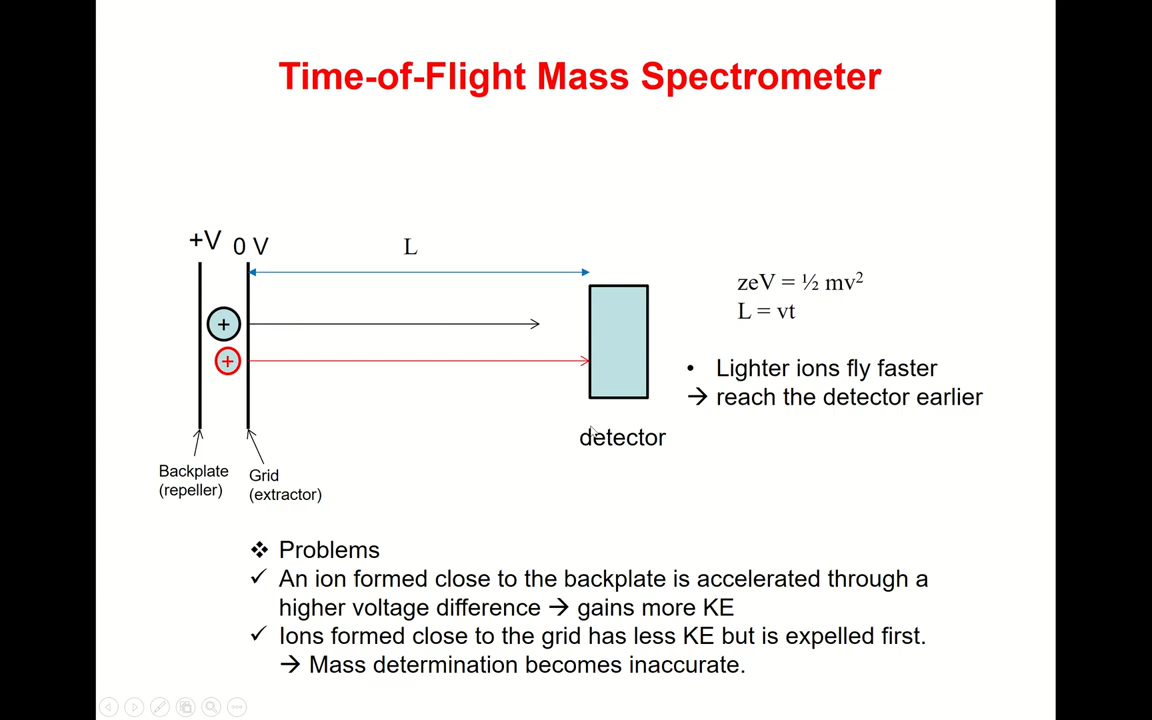 Time-of-Flight Mass Spectrometer
+V 0 V
L
+
+
zeV = ½ mv²
L = vt
• Lighter ions fly faster
→ reach the detector earlier
detector
Backplate
(repeller)
Grid
(extractor)
❖ Problems
✓ An ion formed close to the backplate is accelerated through a
higher voltage difference → gains more KE
✓ Ions formed close to the grid has less KE but is expelled first.
→ Mass determination becomes inaccurate.